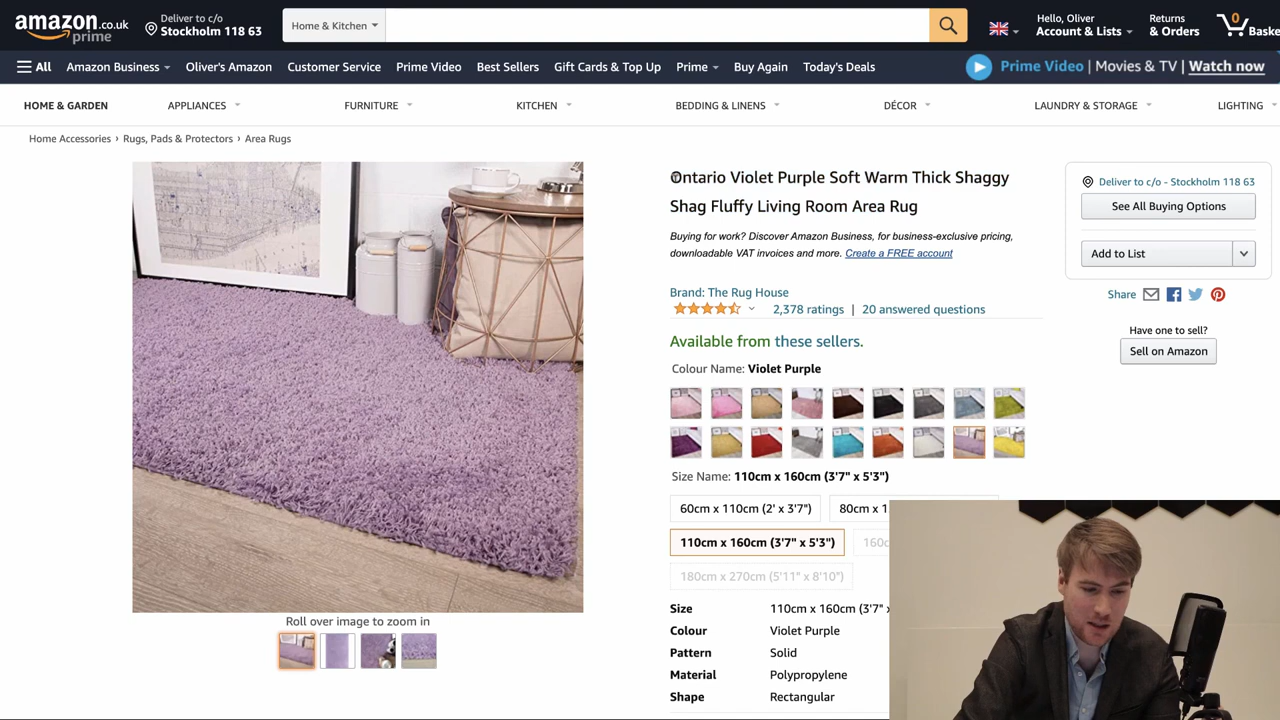 amazon.co.uk
prime
Deliver to c/o
Stockholm 118 63
Home & Kitchen
Hello, Oliver
Account & Lists
Returns
& Orders
0
Baske
All
Amazon Business
Oliver's Amazon
Customer Service
Prime Video
Best Sellers
Gift Cards & Top Up
Prime
Buy Again
Today's Deals
Prime Video | Movies & TV | Watch now
HOME & GARDEN
APPLIANCES
FURNITURE
KITCHEN
BEDDING & LINENS
DÉCOR
LAUNDRY & STORAGE
LIGHTING
Home Accessories › Rugs, Pads & Protectors › Area Rugs
Ontario Violet Purple Soft Warm Thick Shaggy
Shag Fluffy Living Room Area Rug
Buying for work? Discover Amazon Business, for business-exclusive pricing,
downloadable VAT invoices and more. Create a FREE account
Brand: The Rug House
2,378 ratings | 20 answered questions
Available from these sellers.
Colour Name: Violet Purple
Size Name: 110cm x 160cm (3'7" x 5'3")
60cm x 110cm (2' x 3'7")
80cm x 1
110cm x 160cm (3'7" x 5'3")
160c
180cm x 270cm (5'11" x 8'10")
Size 110cm x 160cm (3'7" x
Colour Violet Purple
Pattern Solid
Material Polypropylene
Shape Rectangular
Roll over image to zoom in
Deliver to c/o - Stockholm 118 63
See All Buying Options
Add to List
Share
Have one to sell?
Sell on Amazon